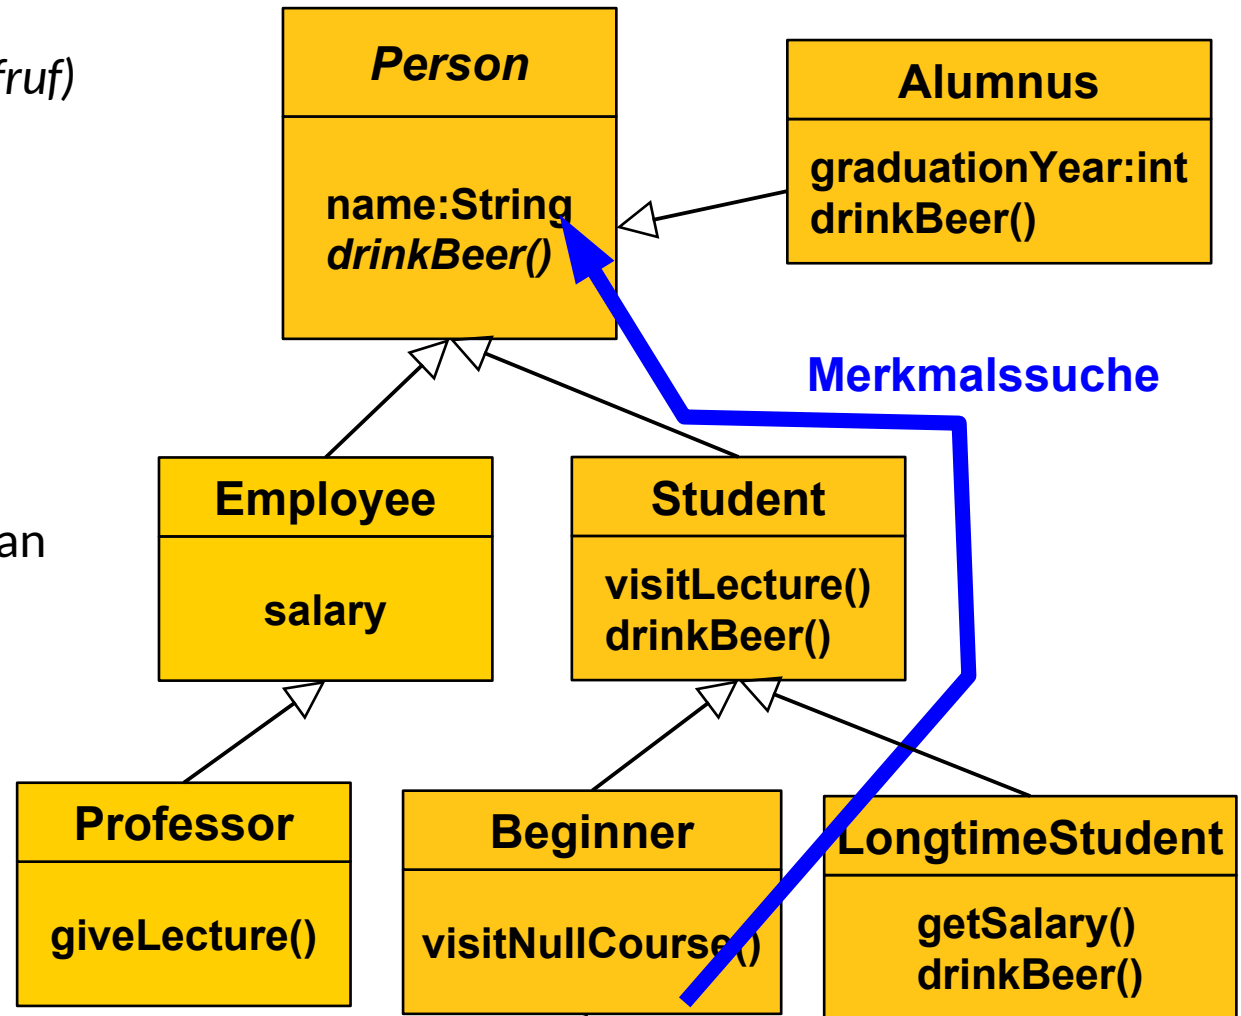 fruf)
Person
name:String
drinkBeer()
Alumnus
graduationYear:int
drinkBeer()
Merkmalssuche
Employee
salary
Student
visitLecture()
drinkBeer()
an
Professor
giveLecture()
Beginner
visitNullCourse()
LongtimeStudent
getSalary()
drinkBeer()